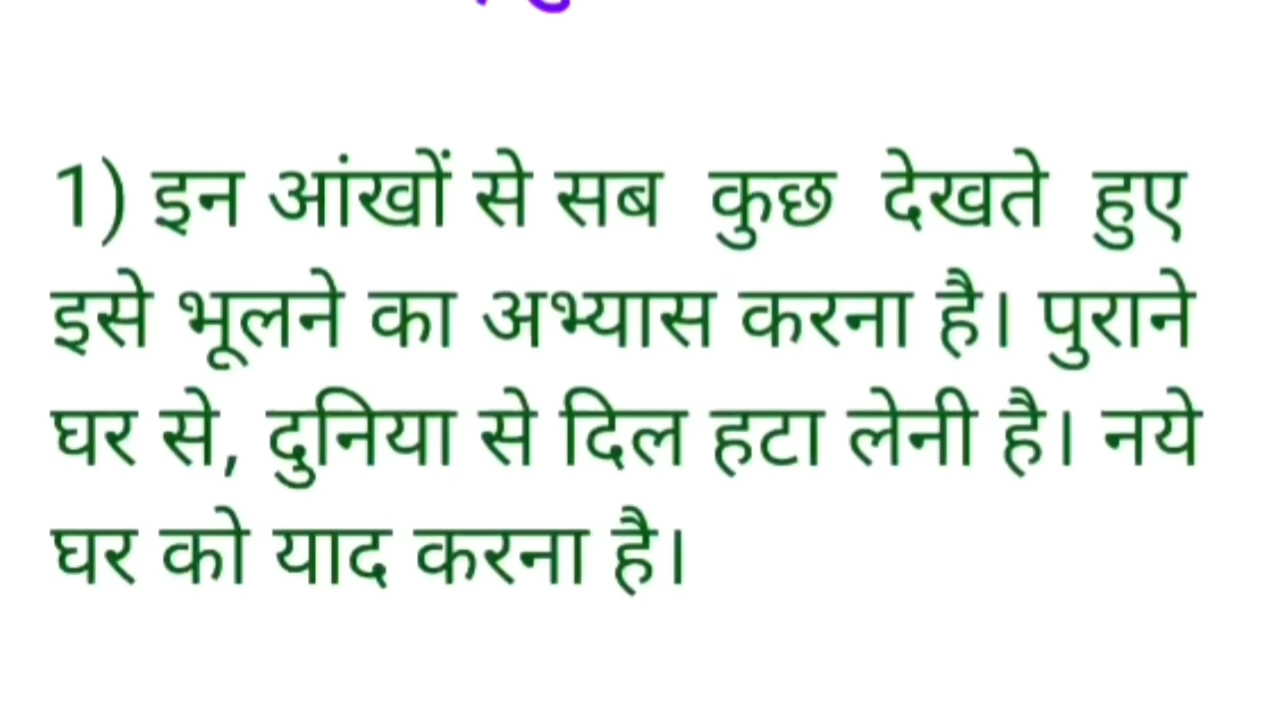 1) इन आंखों से सब कुछ देखते हुए
इसे भूलने का अभ्यास करना है। पुराने
घर से, दुनिया से दिल हटा लेनी है। नये
घर को याद करना है।